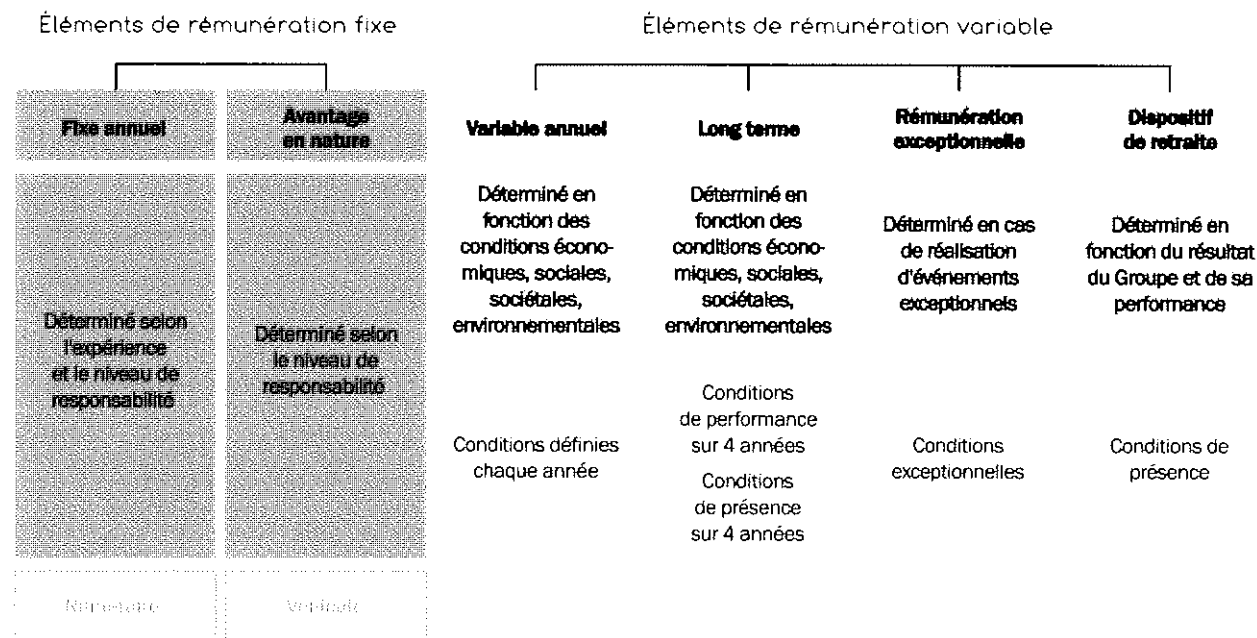 Éléments de rémunération fixe
Éléments de rémunération variable
Fixe annuel
Avantage
en nature
Variable annuel
Long terme
Rémunération
exceptionnelle
Dispositif
de retraite
Déterminé selon
l'expérience
et le niveau de
responsabilité
Déterminé selon
le niveau de
responsabilité
Déterminé en
fonction des
conditions écono-
miques, sociales,
sociétales,
environnementales
Déterminé en
fonction des
conditions écono-
miques, sociales,
sociétales,
environnementales
Déterminé en cas
de réalisation
d'événements
exceptionnels
Déterminé en
fonction du résultat
du Groupe et de sa
performance
Conditions définies
chaque année
Conditions
de performance
sur 4 années
Conditions
de présence
sur 4 années
Conditions
exceptionnelles
Conditions de
présence